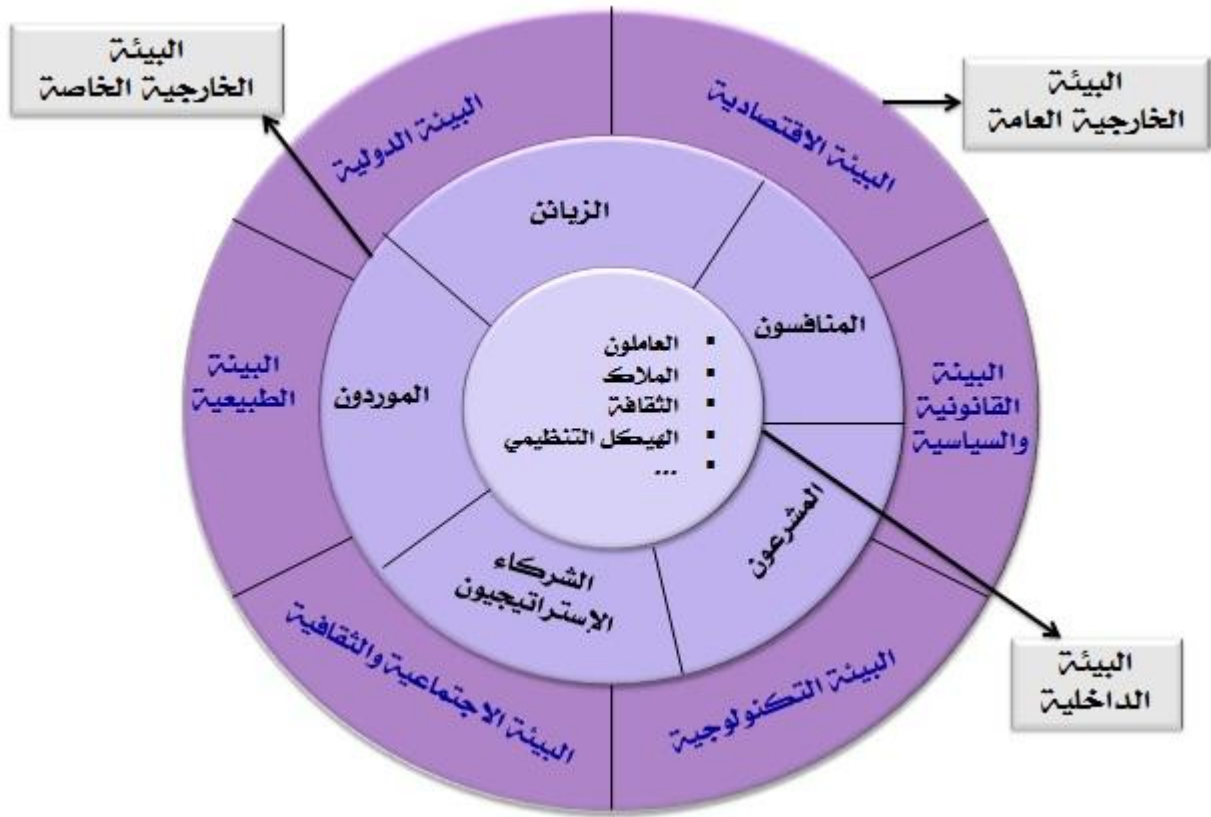 البيئة
الخارجية العامة
البيئة
الخارجية الخاصة
البيئة الاقتصادية
البيئة الدولية
الزبائن
المنافسون
العاملون
الملاك
الثقافة
الهيكل التنظيمي
...
الموردون
البيئة
القانونية
والسياسية
البيئة
الطبيعية
المشرعون
الشركاء
الإستراتيجيون
البيئة التكنولوجية
البيئة الاجتماعية والثقافية
البيئة
الداخلية